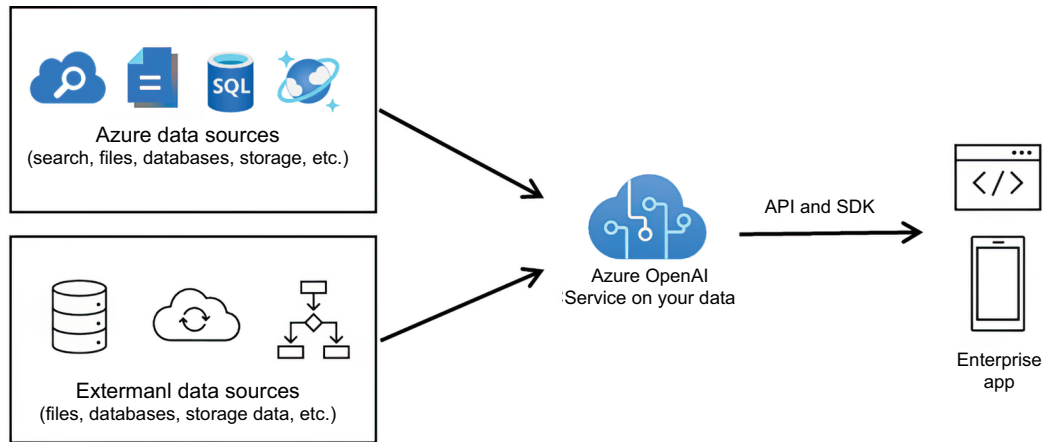 SQL
Azure data sources
(search, files, databases, storage, etc.)
Extermanl data sources
(files, databases, storage data, etc.)
Azure OpenAI
Service on your data
API and SDK
</>
Enterprise
app